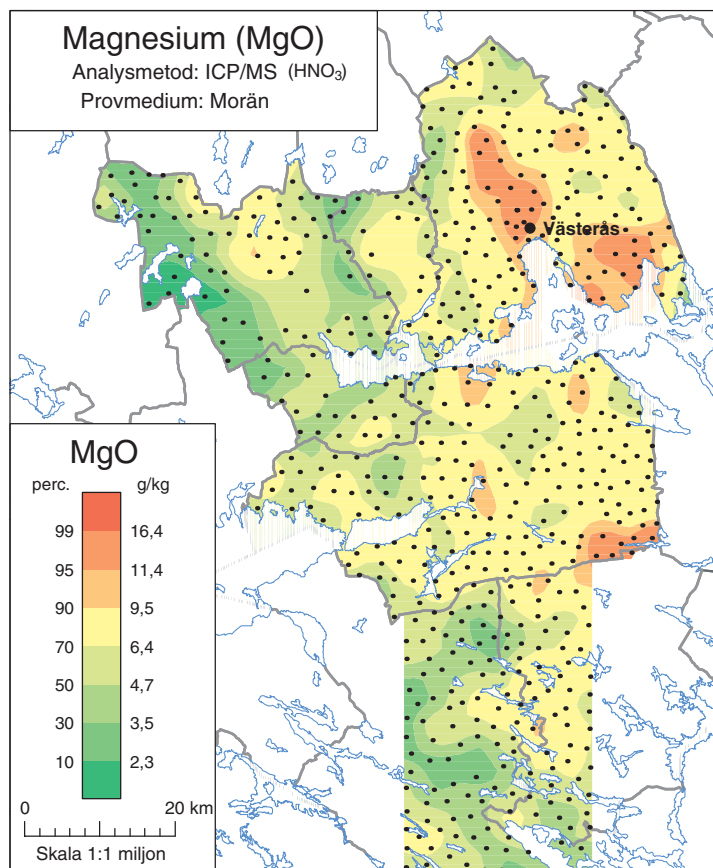 Magnesium (MgO)
Analysmetod: ICP/MS (HNO₃)
Provmedium: Morän
Västerås
MgO
perc. g/kg
99 16,4
95 11,4
90 9,5
70 6,4
50 4,7
30 3,5
10 2,3
0 20 km
Skala 1:1 miljon